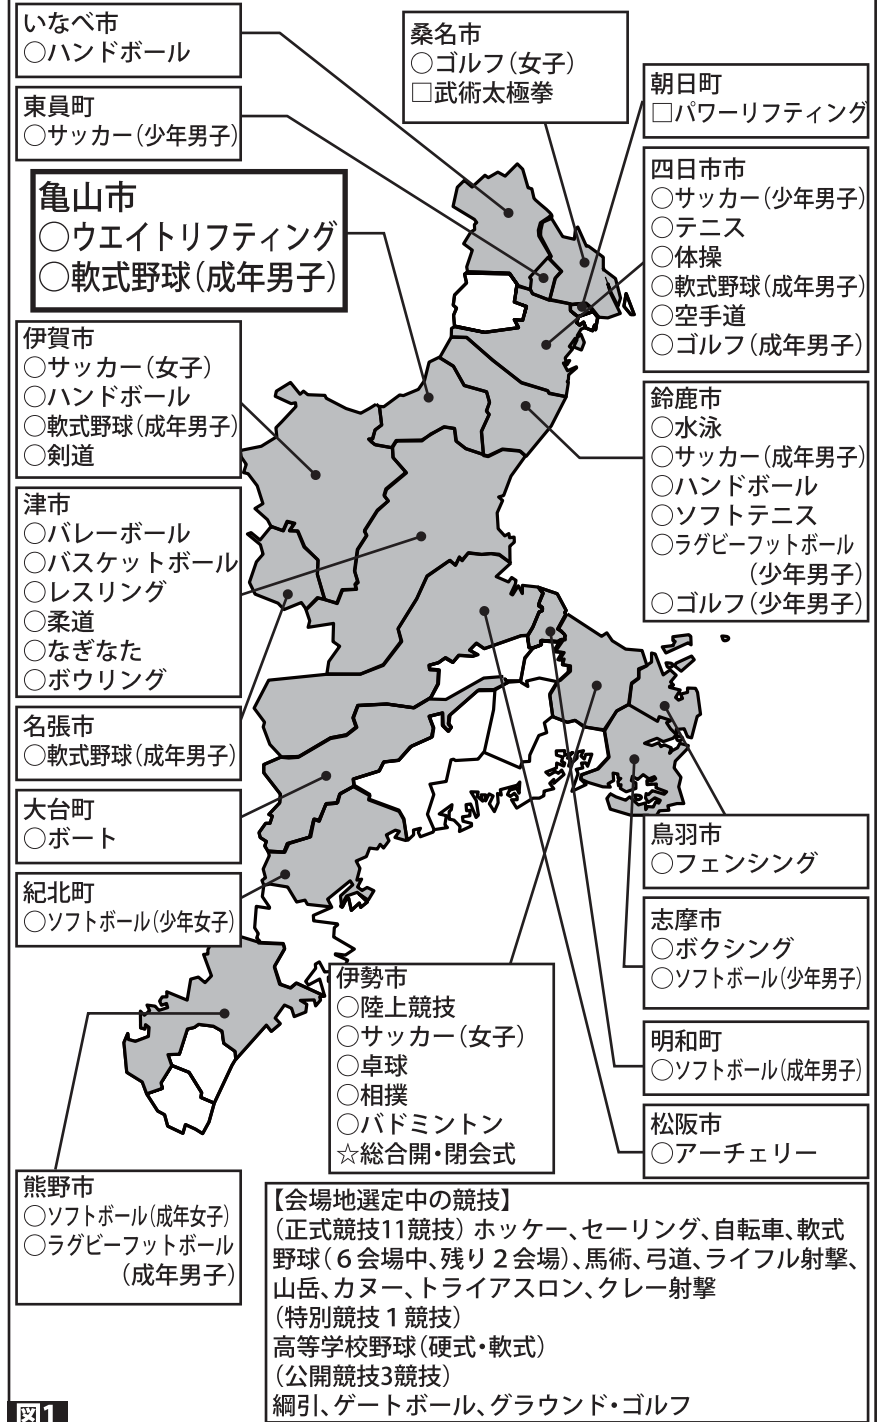 いなべ市
○ハンドボール
東員町
○サッカー(少年男子)
亀山市
○ウエイトリフティング
○軟式野球(成年男子)
伊賀市
○サッカー(女子)
○ハンドボール
○軟式野球(成年男子)
○剣道
津市
○バレーボール
○バスケットボール
○レスリング
○柔道
○なぎなた
○ボウリング
名張市
○軟式野球(成年男子)
大台町
○ボート
紀北町
○ソフトボール(少年女子)
熊野市
○ソフトボール(成年女子)
○ラグビーフットボール
(成年男子)
桑名市
○ゴルフ(女子)
□武術太極拳
朝日町
□パワーリフティング
四日市市
○サッカー(少年男子)
○テニス
○体操
○軟式野球(成年男子)
○空手道
○ゴルフ(成年男子)
鈴鹿市
○水泳
○サッカー(成年男子)
○ハンドボール
○ソフトテニス
○ラグビーフットボール
(少年男子)
○ゴルフ(少年男子)
鳥羽市
○フェンシング
志摩市
○ボクシング
○ソフトボール(少年男子)
明和町
○ソフトボール(成年男子)
松阪市
○アーチェリー
伊勢市
○陸上競技
○サッカー(女子)
○卓球
○相撲
○バドミントン
☆総合開・閉会式
【会場地選定中の競技】
(正式競技11競技) ホッケー、セーリング、自転車、軟式
野球(6会場中、残り2会場)、馬術、弓道、ライフル射撃、
山岳、カヌー、トライアスロン、クレー射撃
(特別競技1競技)
高等学校野球(硬式・軟式)
(公開競技3競技)
綱引、ゲートボール、グラウンド・ゴルフ
図1